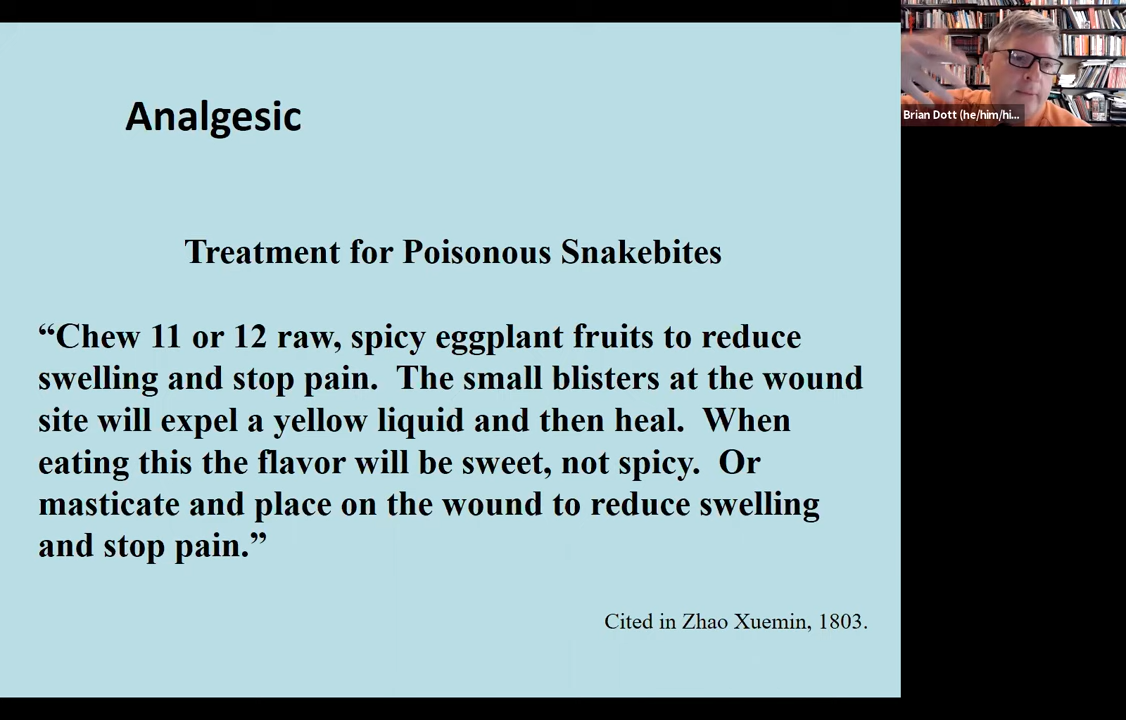 Analgesic
Brian Dott (he/him/hi...
Treatment for Poisonous Snakebites
“Chew 11 or 12 raw, spicy eggplant fruits to reduce
swelling and stop pain.  The small blisters at the wound
site will expel a yellow liquid and then heal.  When
eating this the flavor will be sweet, not spicy.  Or
masticate and place on the wound to reduce swelling
and stop pain.”
Cited in Zhao Xuemin, 1803.